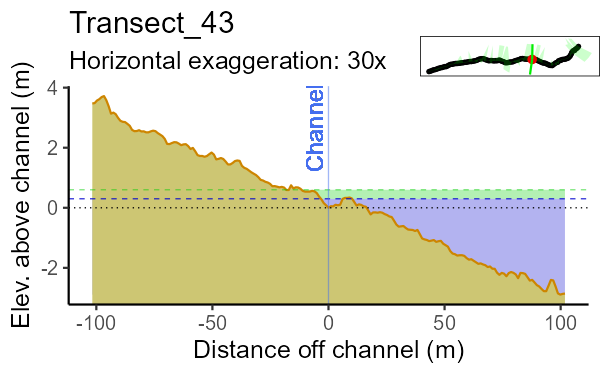 Transect_43
Horizontal exaggeration: 30x
Channel
Elev. above channel (m)
4
2
0
-2
-100
-50
0
50
100
Distance off channel (m)